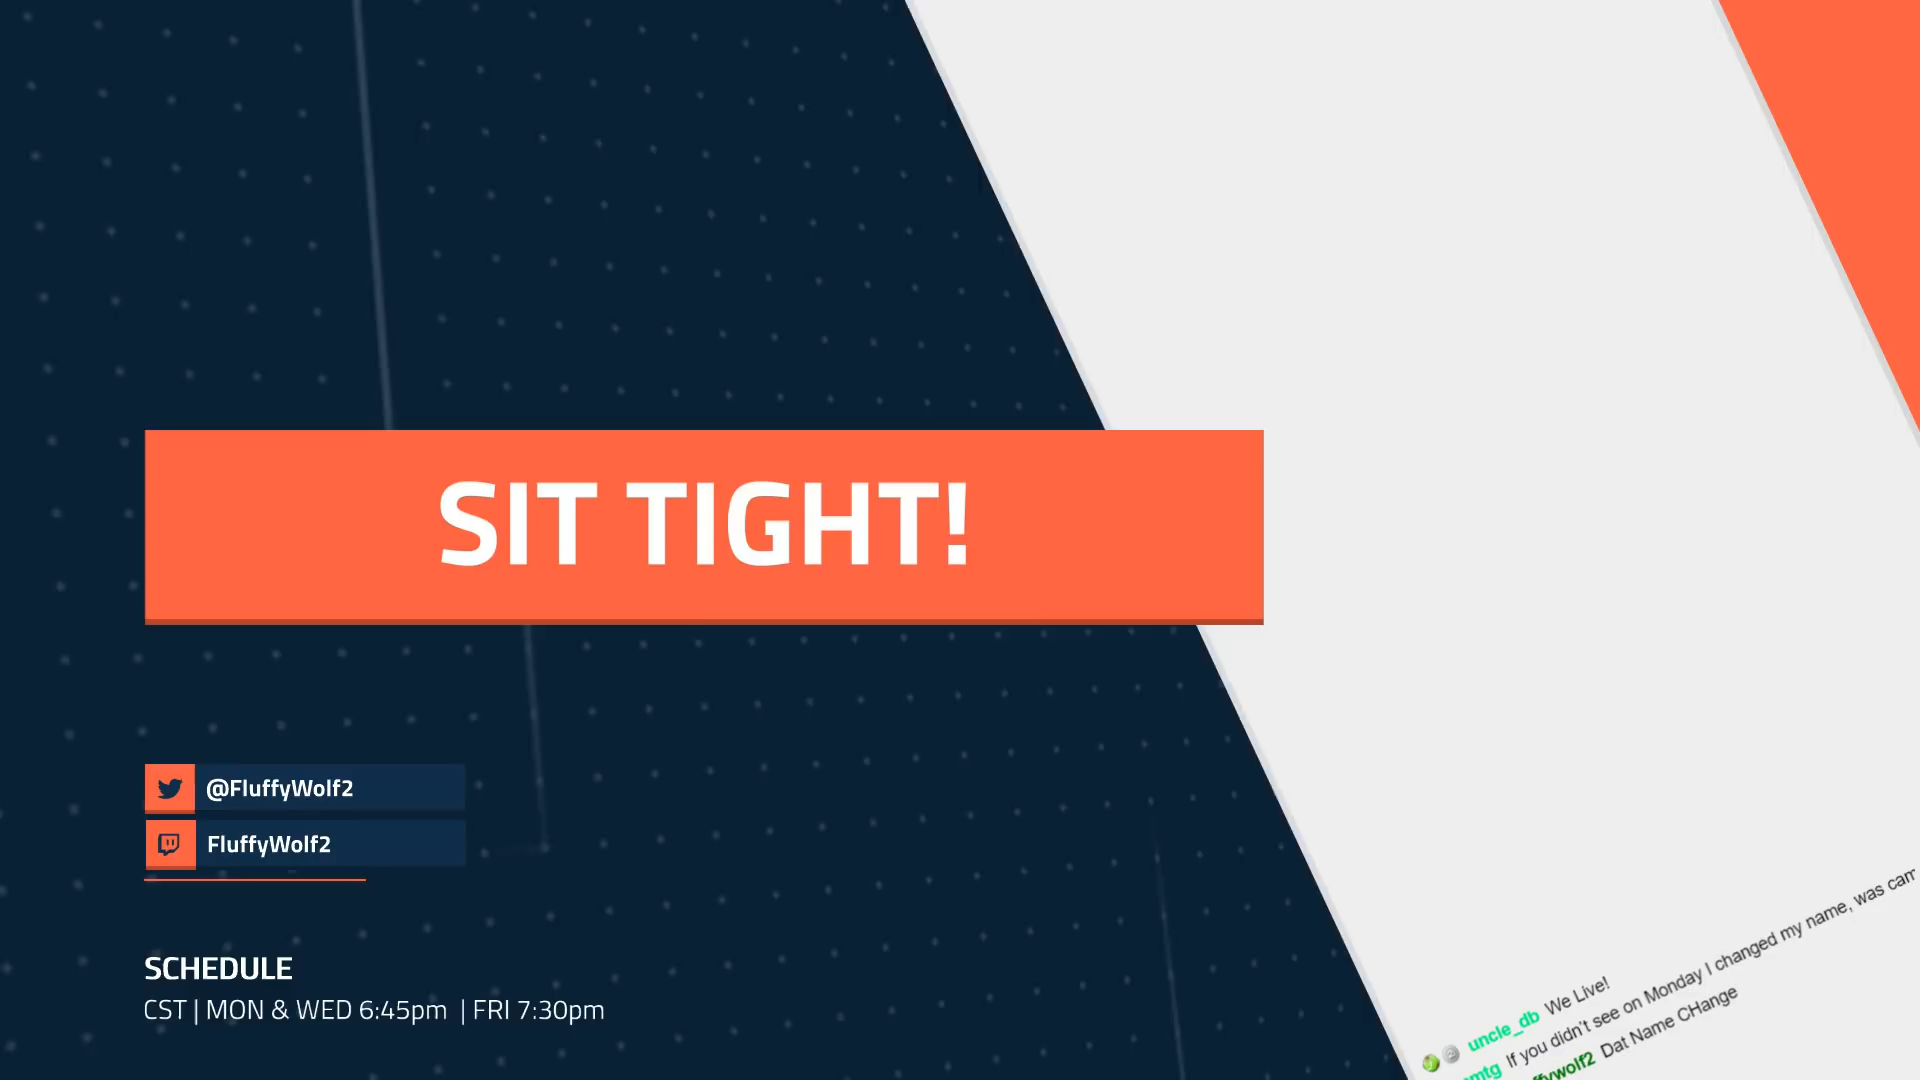 SIT TIGHT!
@FluffyWolf2
FluffyWolf2
SCHEDULE
CST | MON & WED 6:45pm | FRI 7:30pm
uncle_db We Live!
If you didn't see on Monday I changed my name, was
Dat Name CHange